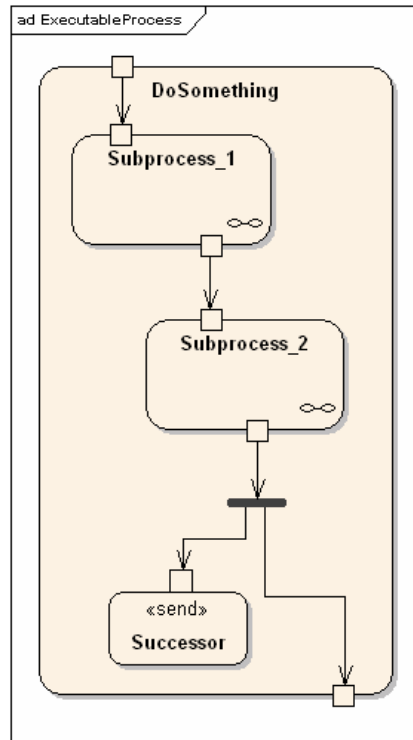 ad ExecutableProcess
DoSomething
Subprocess_1
Subprocess_2
«send»
Successor